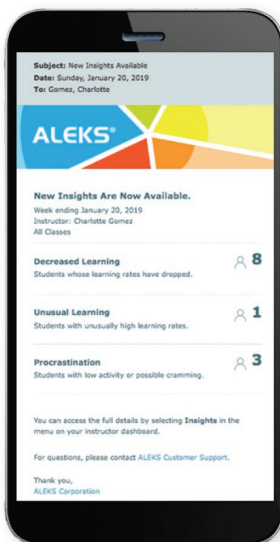 Subject: New Insights Available
Date: Sunday, January 20, 2019
To: Gomez, Charlotte
ALEKS®
New Insights Are Now Available.
Week ending January 20, 2019
Instructor: Charlotte Gomez
All Classes
Decreased Learning 8
Students whose learning rates have dropped.
Unusual Learning 1
Students with unusually high learning rates.
Procrastination 3
Students with low activity or possible cramming.
You can access the full details by selecting Insights in the
menu on your instructor dashboard.
For questions, please contact ALEKS Customer Support.
Thank you,
ALEKS Corporation